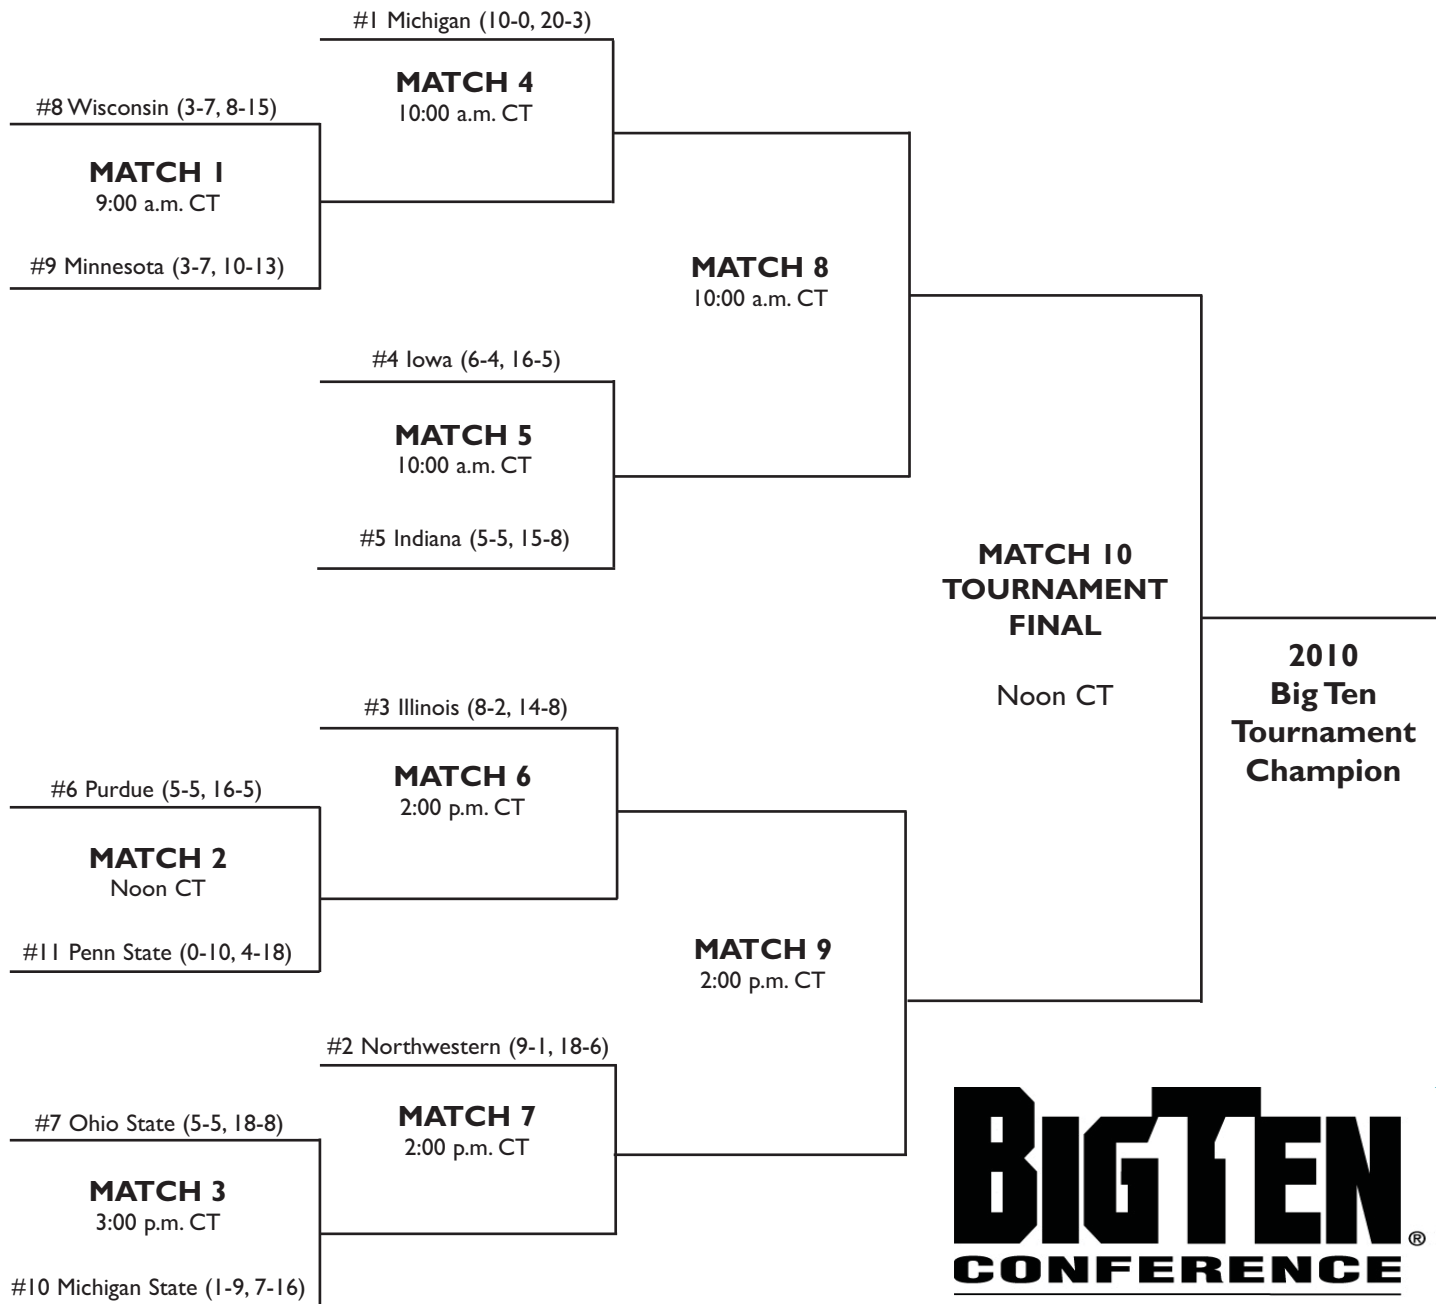 #1 Michigan (10-0, 20-3)
MATCH 4
10:00 a.m. CT
#8 Wisconsin (3-7, 8-15)
MATCH 1
9:00 a.m. CT
#9 Minnesota (3-7, 10-13)
MATCH 8
10:00 a.m. CT
#4 Iowa (6-4, 16-5)
MATCH 5
10:00 a.m. CT
#5 Indiana (5-5, 15-8)
MATCH 10
TOURNAMENT
FINAL
Noon CT
2010
Big Ten
Tournament
Champion
#3 Illinois (8-2, 14-8)
MATCH 6
2:00 p.m. CT
#6 Purdue (5-5, 16-5)
MATCH 2
Noon CT
#11 Penn State (0-10, 4-18)
MATCH 9
2:00 p.m. CT
#2 Northwestern (9-1, 18-6)
MATCH 7
2:00 p.m. CT
#7 Ohio State (5-5, 18-8)
MATCH 3
3:00 p.m. CT
#10 Michigan State (1-9, 7-16)
BIG TEN ®
CONFERENCE